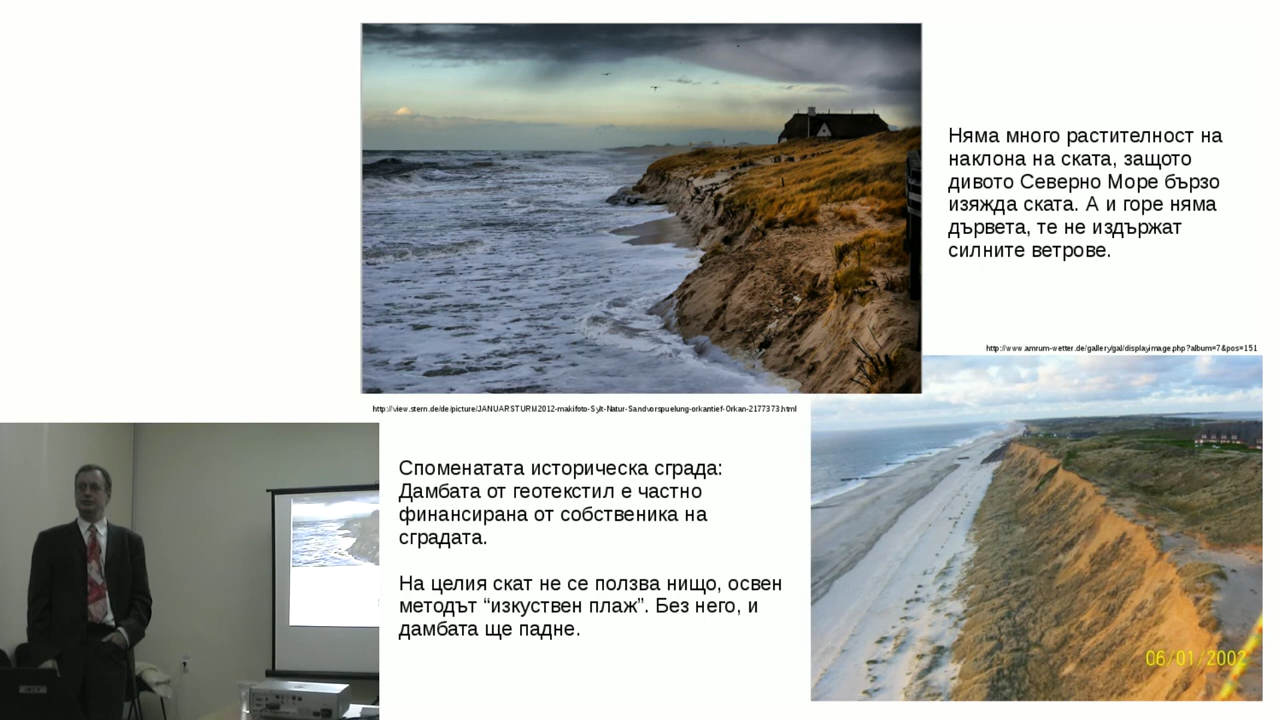 Няма много растителност на
наклона на ската, защото
дивото Северно Море бързо
изяжда ската. А и горе няма
дървета, те не издържат
силните ветрове.
http://www.amrum-wetter.de/gallery/gal/displayimage.php?album=7&pos=151
http://view.stern.de/de/picture/JANUARSTURM2012-makifoto-Sylt-Natur-Sandvorspuelung-orkantief-Orkan-2177373.html
Споменатата историческа сграда:
Дамбата от геотекстил е частно
финансирана от собственика на
сградата.
На целия скат не се ползва нищо, освен
методът “изкуствен плаж”. Без него, и
дамбата ще падне.
06/01/2002
acer